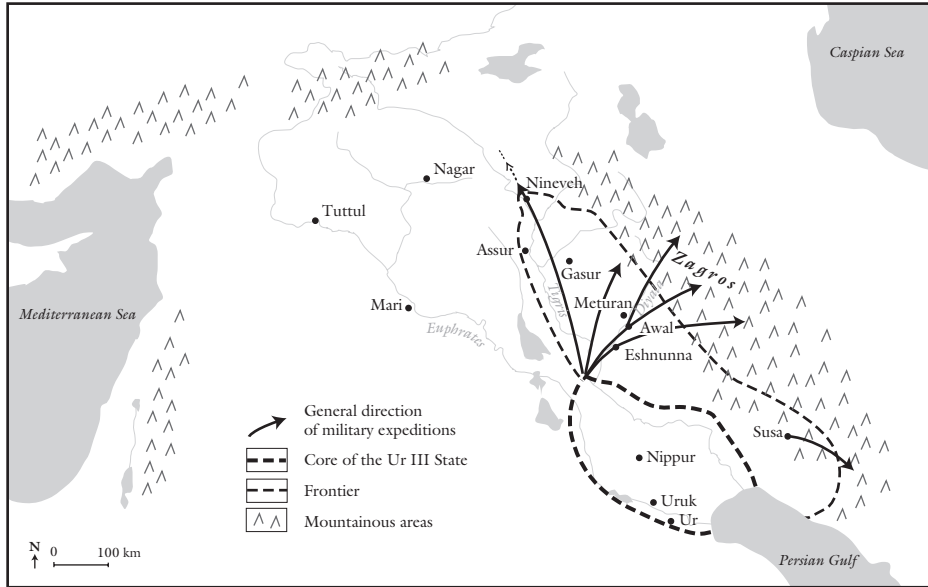 Caspian Sea
Nagar
Nineveh
Tuttul
Assur
Gasur
Zagros
Meturan
Tigris
Diyala
Mari
Mediterranean Sea
Euphrates
Awal
Eshnunna
General direction
of military expeditions
Susa
Core of the Ur III State
Nippur
Frontier
Uruk
Mountainous areas
Ur
N
0 100 km
Persian Gulf